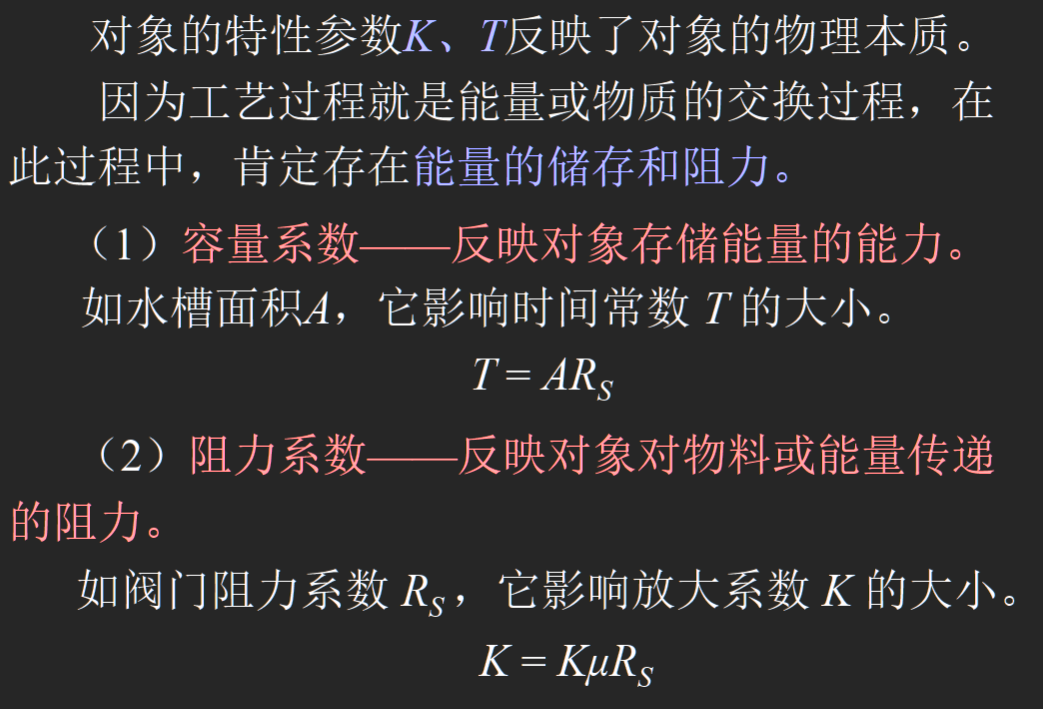 对象的特性参数K、T反映了对象的物理本质。
因为工艺过程就是能量或物质的交换过程，在
此过程中，肯定存在能量的储存和阻力。
（1）容量系数——反映对象存储能量的能力。
如水槽面积A，它影响时间常数 T 的大小。
T = AR_S
（2）阻力系数——反映对象对物料或能量传递
的阻力。
如阀门阻力系数 R_S，它影响放大系数 K 的大小。
K = KμR_S